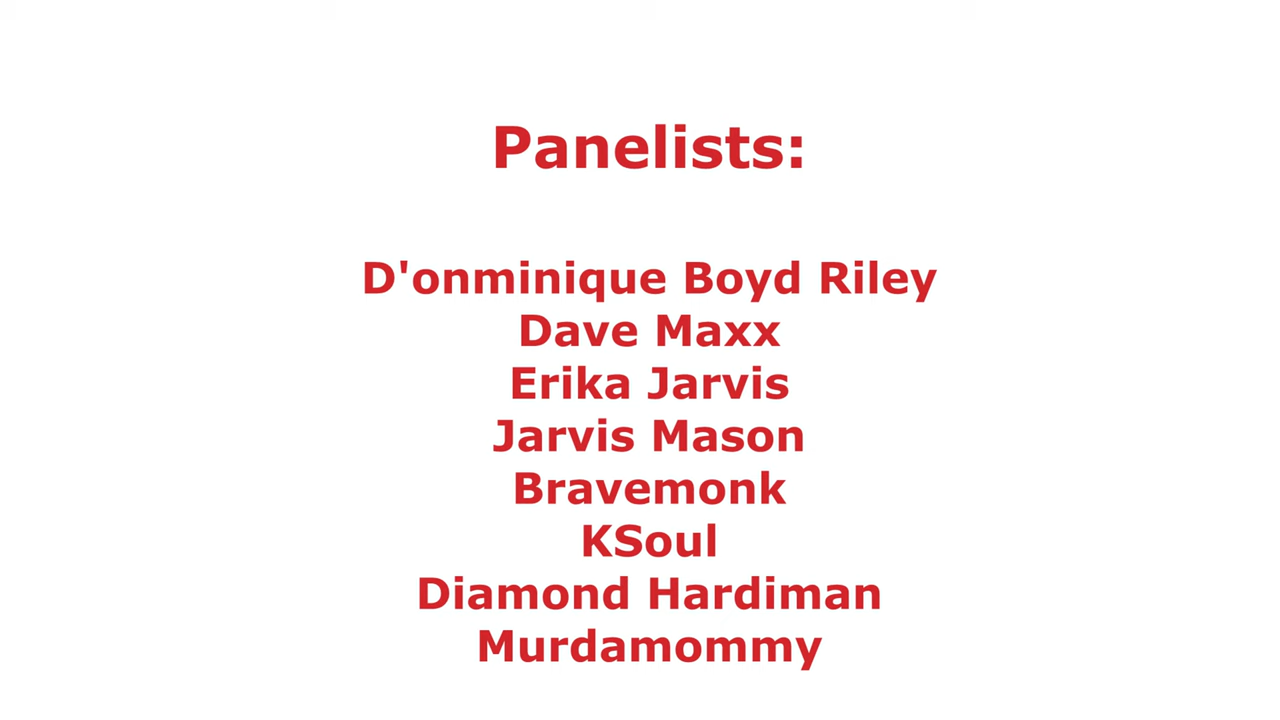 Panelists:
D'onminique Boyd Riley
Dave Maxx
Erika Jarvis
Jarvis Mason
Bravemonk
KSoul
Diamond Hardiman
Murdamommy